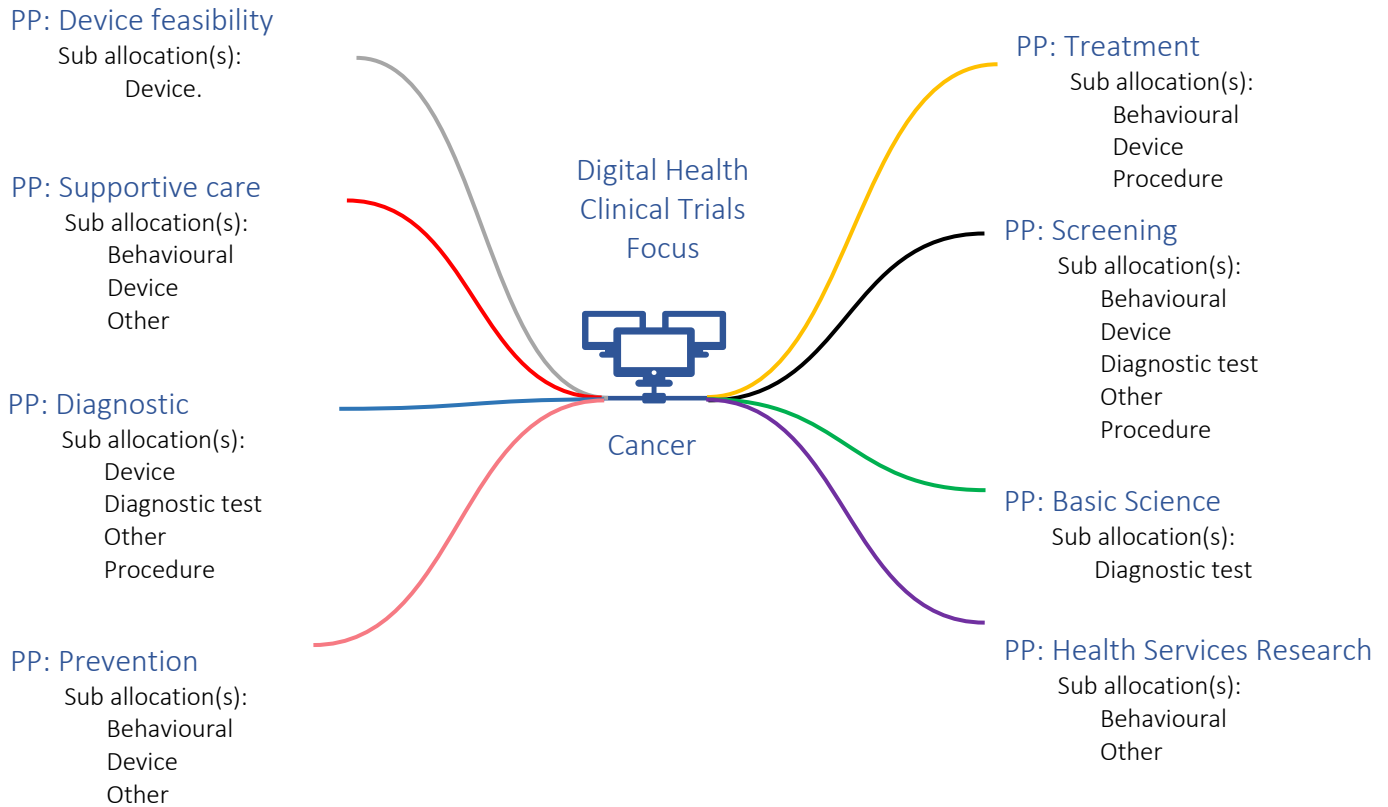 PP: Device feasibility
Sub allocation(s):
Device.
PP: Supportive care
Sub allocation(s):
Behavioural
Device
Other
PP: Diagnostic
Sub allocation(s):
Device
Diagnostic test
Other
Procedure
PP: Prevention
Sub allocation(s):
Behavioural
Device
Other
Digital Health
Clinical Trials
Focus
Cancer
PP: Treatment
Sub allocation(s):
Behavioural
Device
Procedure
PP: Screening
Sub allocation(s):
Behavioural
Device
Diagnostic test
Other
Procedure
PP: Basic Science
Sub allocation(s):
Diagnostic test
PP: Health Services Research
Sub allocation(s):
Behavioural
Other